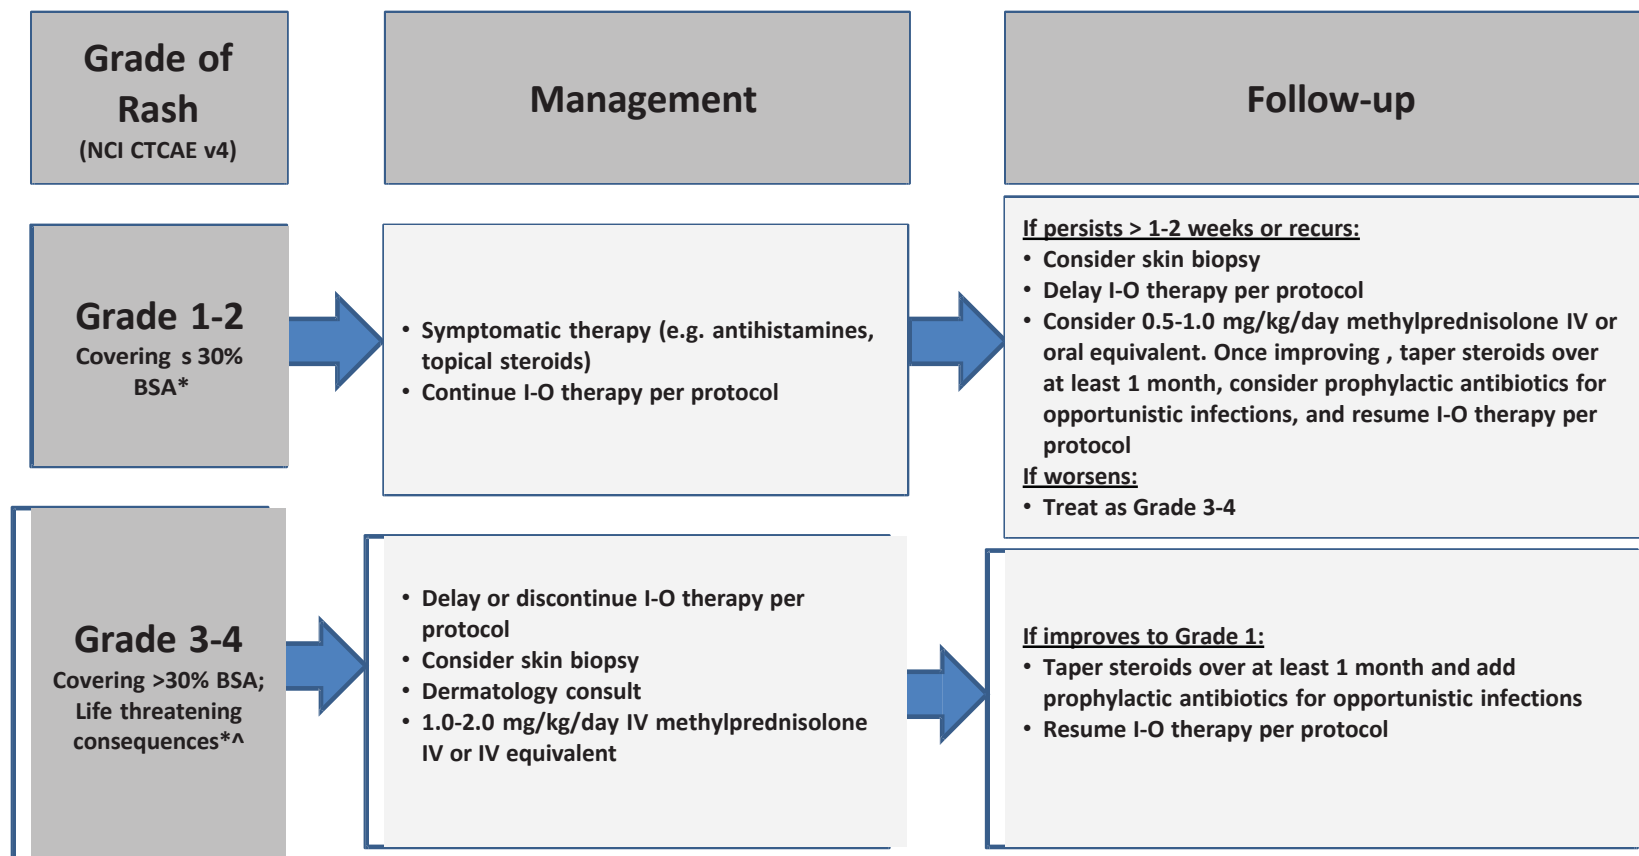 Grade of
Rash
(NCI CTCAE v4)
Management
Follow-up
Grade 1-2
Covering s 30%
BSA*
• Symptomatic therapy (e.g. antihistamines,
topical steroids)
• Continue I-O therapy per protocol
If persists > 1-2 weeks or recurs:
• Consider skin biopsy
• Delay I-O therapy per protocol
• Consider 0.5-1.0 mg/kg/day methylprednisolone IV or
oral equivalent. Once improving , taper steroids over
at least 1 month, consider prophylactic antibiotics for
opportunistic infections, and resume I-O therapy per
protocol
If worsens:
• Treat as Grade 3-4
Grade 3-4
Covering >30% BSA;
Life threatening
consequences*^
• Delay or discontinue I-O therapy per
protocol
• Consider skin biopsy
• Dermatology consult
• 1.0-2.0 mg/kg/day IV methylprednisolone
IV or IV equivalent
If improves to Grade 1:
• Taper steroids over at least 1 month and add
prophylactic antibiotics for opportunistic infections
• Resume I-O therapy per protocol